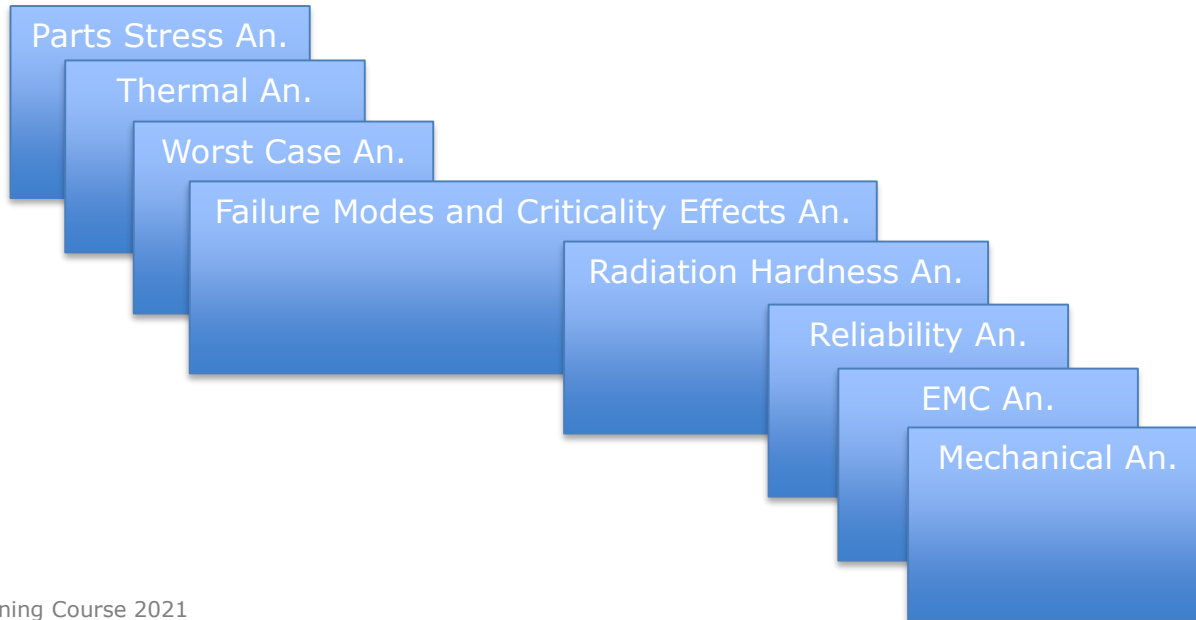 Parts Stress An.
Thermal An.
Worst Case An.
Failure Modes and Criticality Effects An.
Radiation Hardness An.
Reliability An.
EMC An.
Mechanical An.
Course 2021